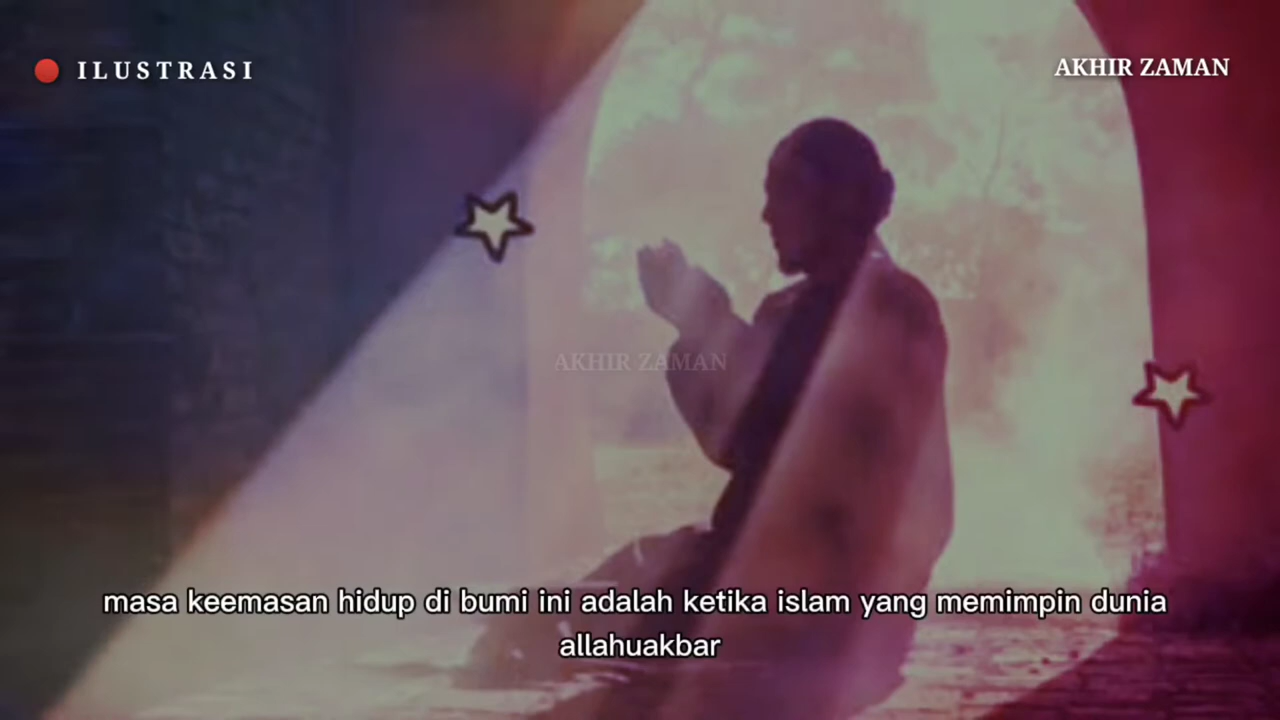 ILUSTRASI
AKHIR ZAMAN
AKHIR ZAMAN
masa keemasan hidup di bumi ini adalah ketika islam yang memimpin dunia
allahuakbar